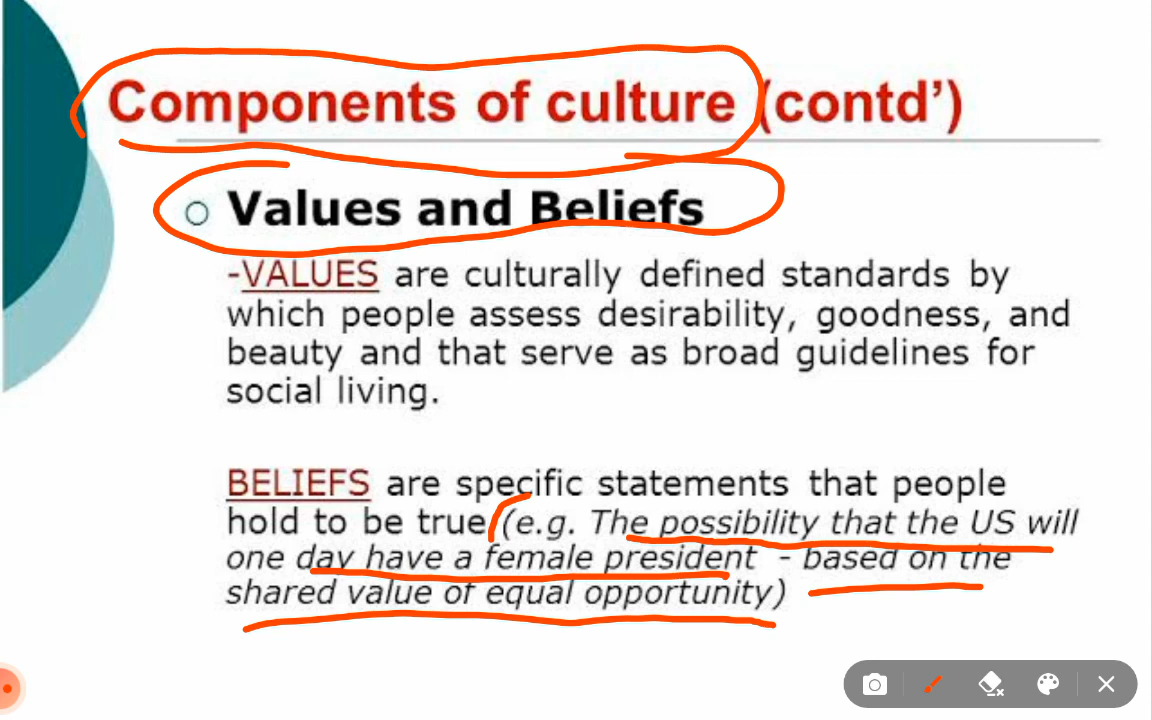 Components of culture (contd’)
Values and Beliefs
-VALUES are culturally defined standards by
which people assess desirability, goodness, and
beauty and that serve as broad guidelines for
social living.
BELIEFS are specific statements that people
hold to be true (e.g. The possibility that the US will
one day have a female president - based on the
shared value of equal opportunity)